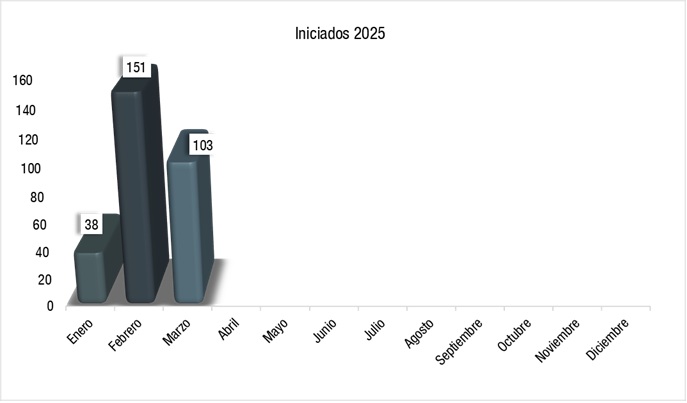 Iniciados 2025
160
140
120
100
80
60
40
20
0
151
103
38
Enero
Febrero
Marzo
Abril
Mayo
Junio
Julio
Agosto
Septiembre
Octubre
Noviembre
Diciembre